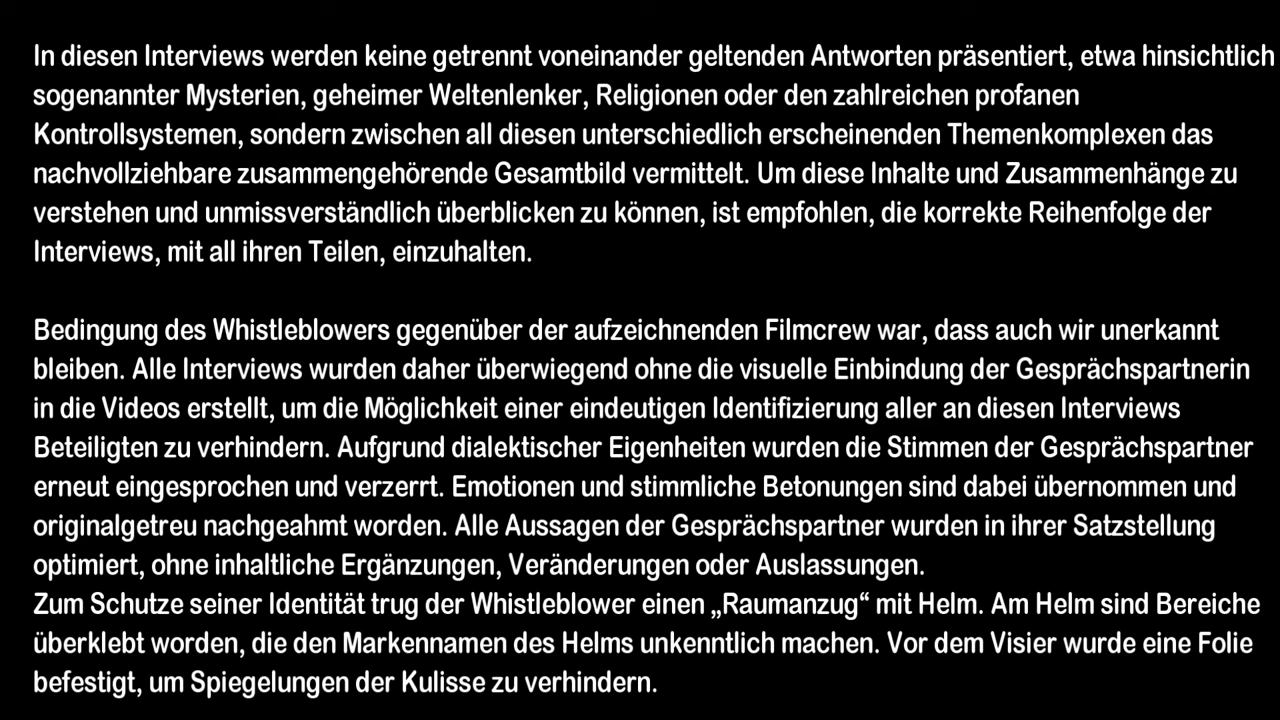 In diesen Interviews werden keine getrennt voneinander geltenden Antworten präsentiert, etwa hinsichtlich
sogenannter Mysterien, geheimer Weltenlenker, Religionen oder den zahlreichen profanen
Kontrollsystemen, sondern zwischen all diesen unterschiedlich erscheinenden Themenkomplexen das
nachvollziehbare zusammengehörende Gesamtbild vermittelt. Um diese Inhalte und Zusammenhänge zu
verstehen und unmissverständlich überblicken zu können, ist empfohlen, die korrekte Reihenfolge der
Interviews, mit all ihren Teilen, einzuhalten.
Bedingung des Whistleblowers gegenüber der aufzeichnenden Filmcrew war, dass auch wir unerkannt
bleiben. Alle Interviews wurden daher überwiegend ohne die visuelle Einbindung der Gesprächspartnerin
in die Videos erstellt, um die Möglichkeit einer eindeutigen Identifizierung aller an diesen Interviews
Beteiligten zu verhindern. Aufgrund dialektischer Eigenheiten wurden die Stimmen der Gesprächspartner
erneut eingesprochen und verzerrt. Emotionen und stimmliche Betonungen sind dabei übernommen und
originalgetreu nachgeahmt worden. Alle Aussagen der Gesprächspartner wurden in ihrer Satzstellung
optimiert, ohne inhaltliche Ergänzungen, Veränderungen oder Auslassungen.
Zum Schutze seiner Identität trug der Whistleblower einen „Raumanzug“ mit Helm. Am Helm sind Bereiche
überklebt worden, die den Markennamen des Helms unkenntlich machen. Vor dem Visier wurde eine Folie
befestigt, um Spiegelungen der Kulisse zu verhindern.